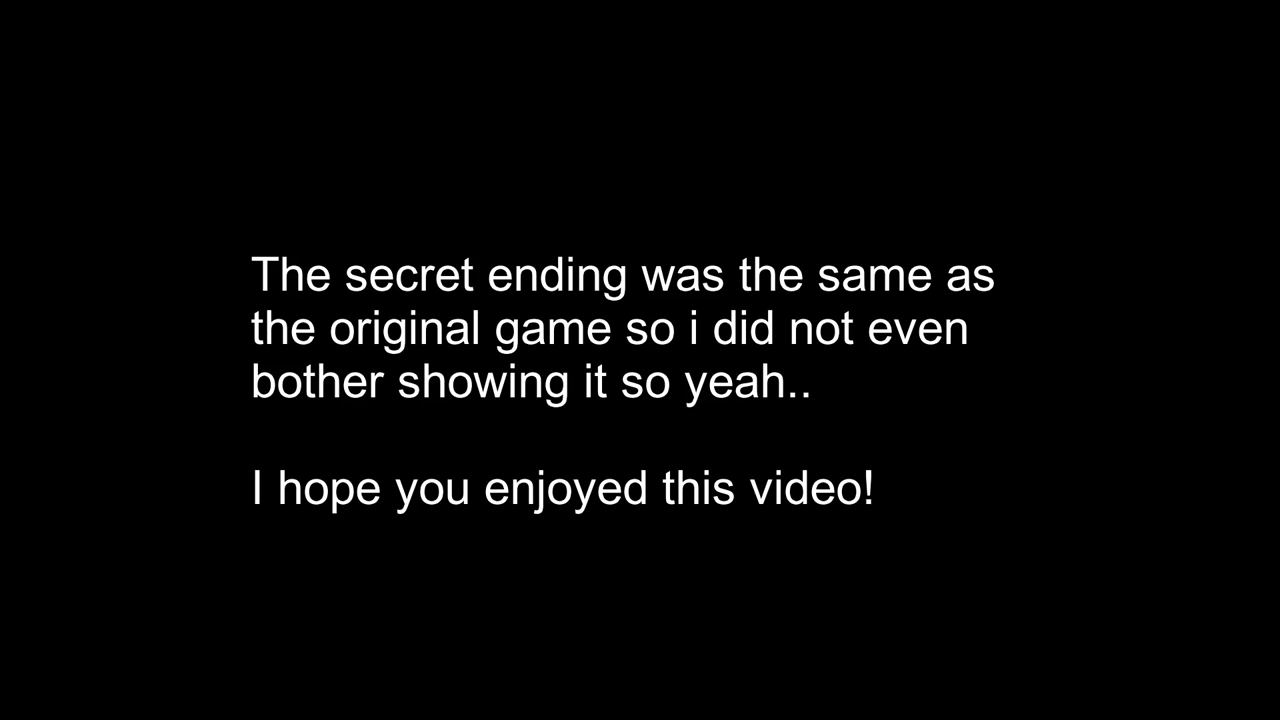 The secret ending was the same as
the original game so i did not even
bother showing it so yeah..
I hope you enjoyed this video!